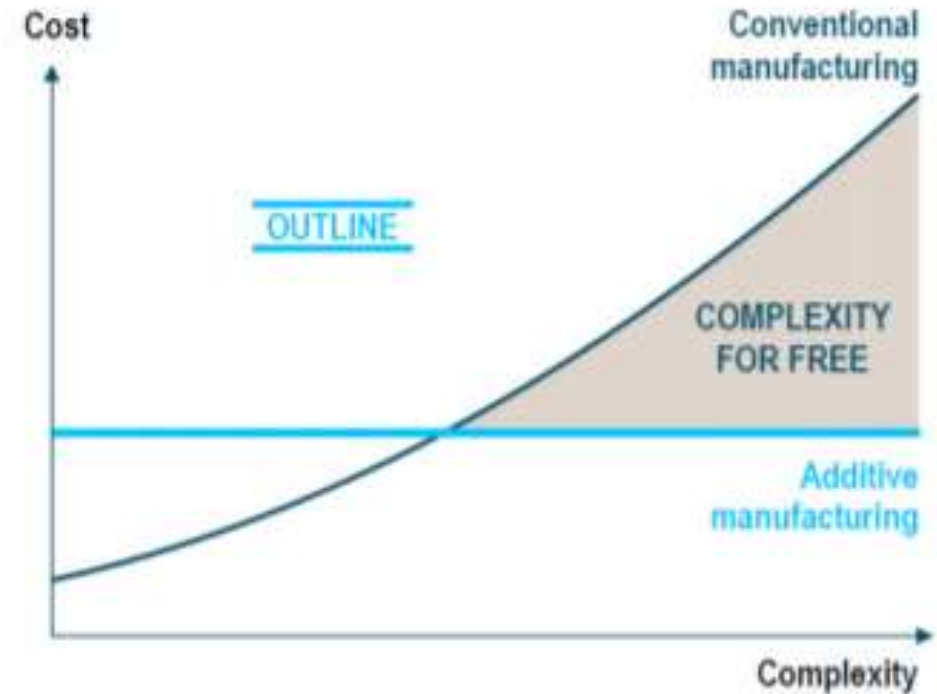 Cost
Conventional
manufacturing
OUTLINE
COMPLEXITY
FOR FREE
Additive
manufacturing
Complexity